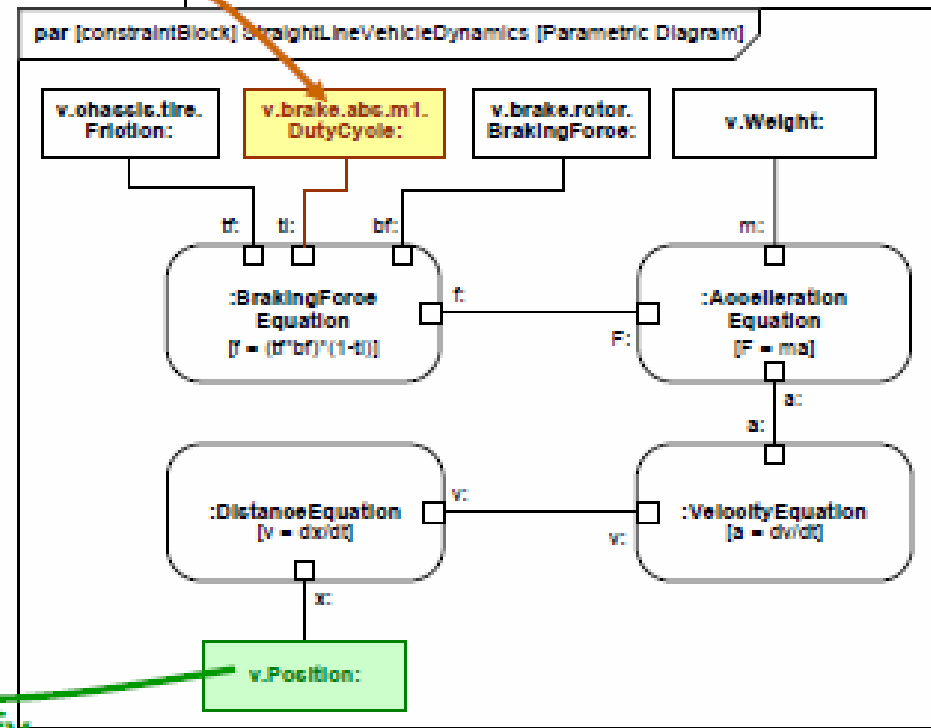 par [constraintBlock] StraightLineVehicleDynamics [Parametric Diagram]
v.chassis.tire.
Friction:
v.brake.abs.m1.
DutyCycle:
v.brake.rotor.
BrakingForce:
v.Weight:
tf:
tl:
bf:
m:
:BrakingForce
Equation
[f = (tf*bf)*(1-tl)]
f:
F:
:Accelleration
Equation
[F = ma]
a:
a:
:DistanceEquation
[v = dx/dt]
v:
v:
:VelocityEquation
[a = dv/dt]
x:
v.Position: